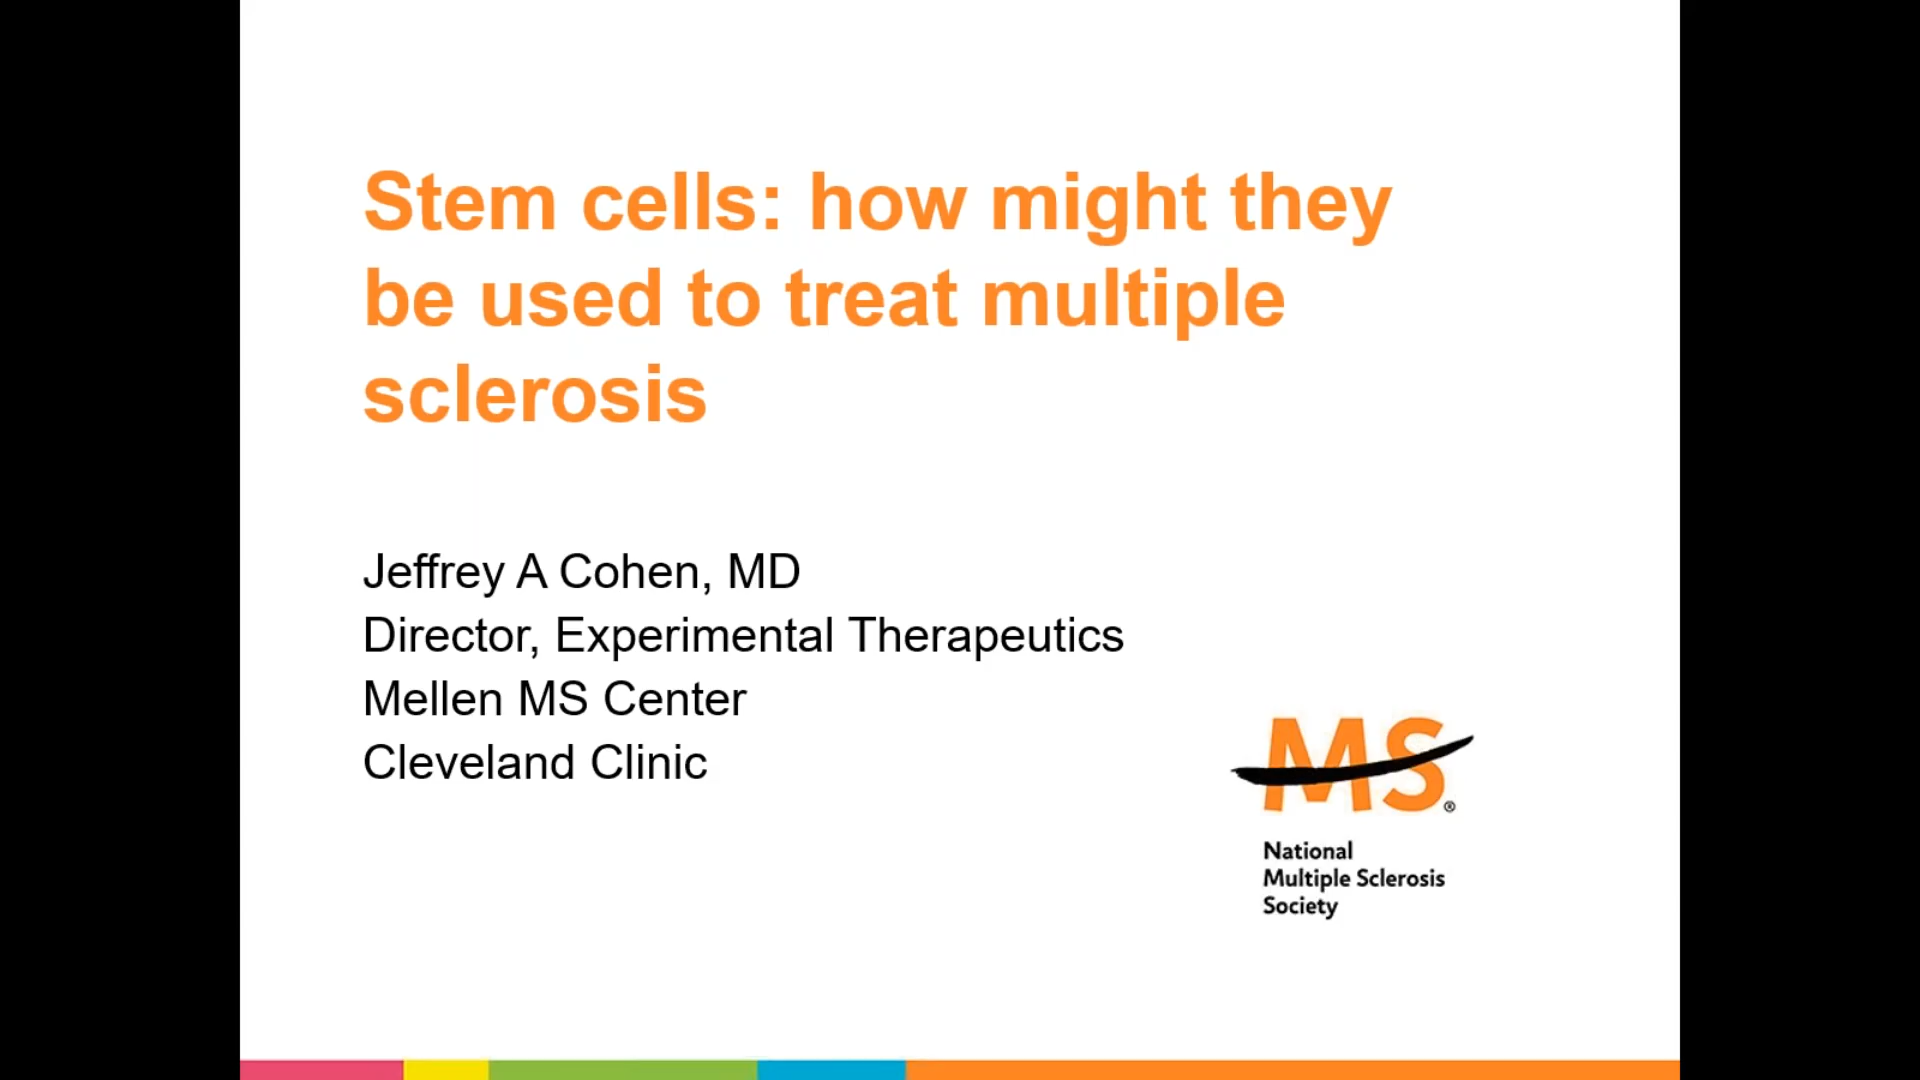 Stem cells: how might they
be used to treat multiple
sclerosis
Jeffrey A Cohen, MD
Director, Experimental Therapeutics
Mellen MS Center
Cleveland Clinic
MS®
National
Multiple Sclerosis
Society